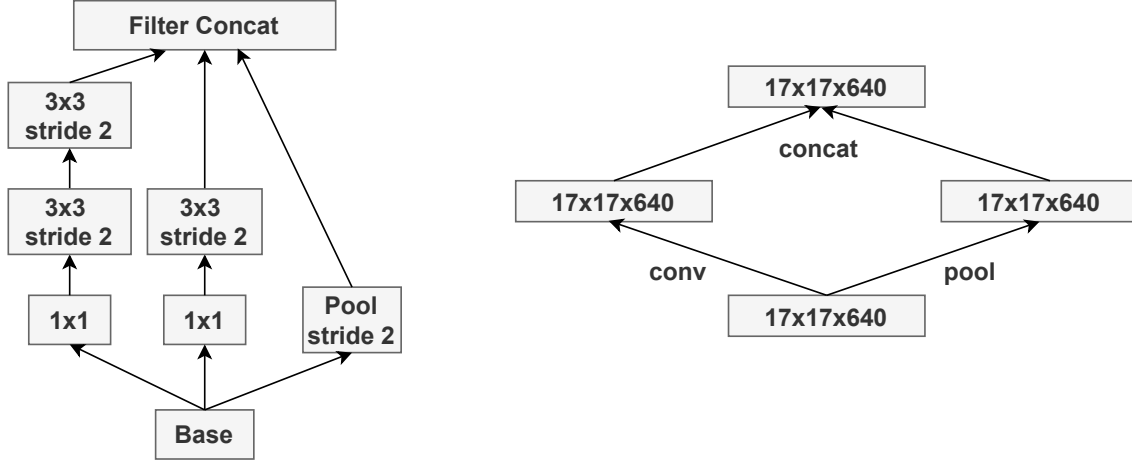 Filter Concat
3x3
stride 2
3x3
stride 2
3x3
stride 2
1x1
1x1
Pool
stride 2
Base
17x17x640
concat
17x17x640
17x17x640
conv
pool
17x17x640